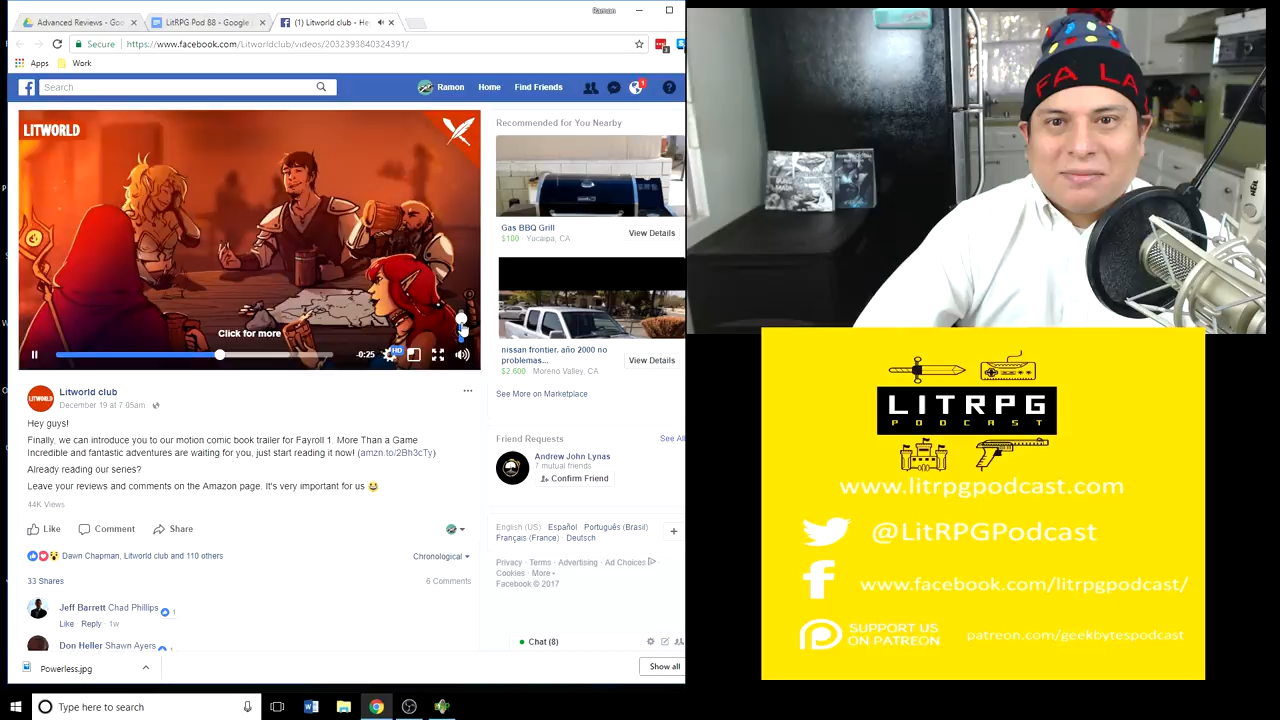 Ramon
Advanced Reviews - Goo
LitRPG Pod 88 - Google
(1) Litworld club - He
Secure
https://www.facebook.com/Litworldclub/videos/2032393840324391/
Apps
Work
Search
Ramon
Home
Find Friends
1
LITWORLD
Click for more
-0:25
HD
Recommended for You Nearby
Gas BBQ Grill
$100 · Yucaipa, CA
View Details
nissan frontier. año 2000 no
problemas...
$2,600 · Moreno Valley, CA
View Details
See More on Marketplace
Friend Requests
See All
Andrew John Lynas
7 mutual friends
Confirm Friend
English (US) · Español · Português (Brasil) ·
Français (France) · Deutsch
Privacy · Terms · Advertising · Ad Choices
Cookies · More
Facebook © 2017
Chat (8)
LITWORLD
Litworld club
December 19 at 7:05am
Hey guys!
Finally, we can introduce you to our motion comic book trailer for Fayroll 1. More Than a Game
Incredible and fantastic adventures are waiting for you, just start reading it now! (amzn.to/2Bh3cTy)
Already reading our series?
Leave your reviews and comments on the Amazon page. It's very important for us
44K Views
Like
Comment
Share
Dawn Chapman, Litworld club and 110 others
Chronological
33 Shares
6 Comments
Jeff Barrett Chad Phillips
1
Like · Reply · 1w
Don Heller Shawn Ayers
1
Powerless.jpg
Show all
Type here to search
FA LA
LITRPG
PODCAST
www.litrpgpodcast.com
@LitRPGPodcast
www.facebook.com/litrpgpodcast/
SUPPORT US
ON PATREON
patreon.com/geekbytespodcast